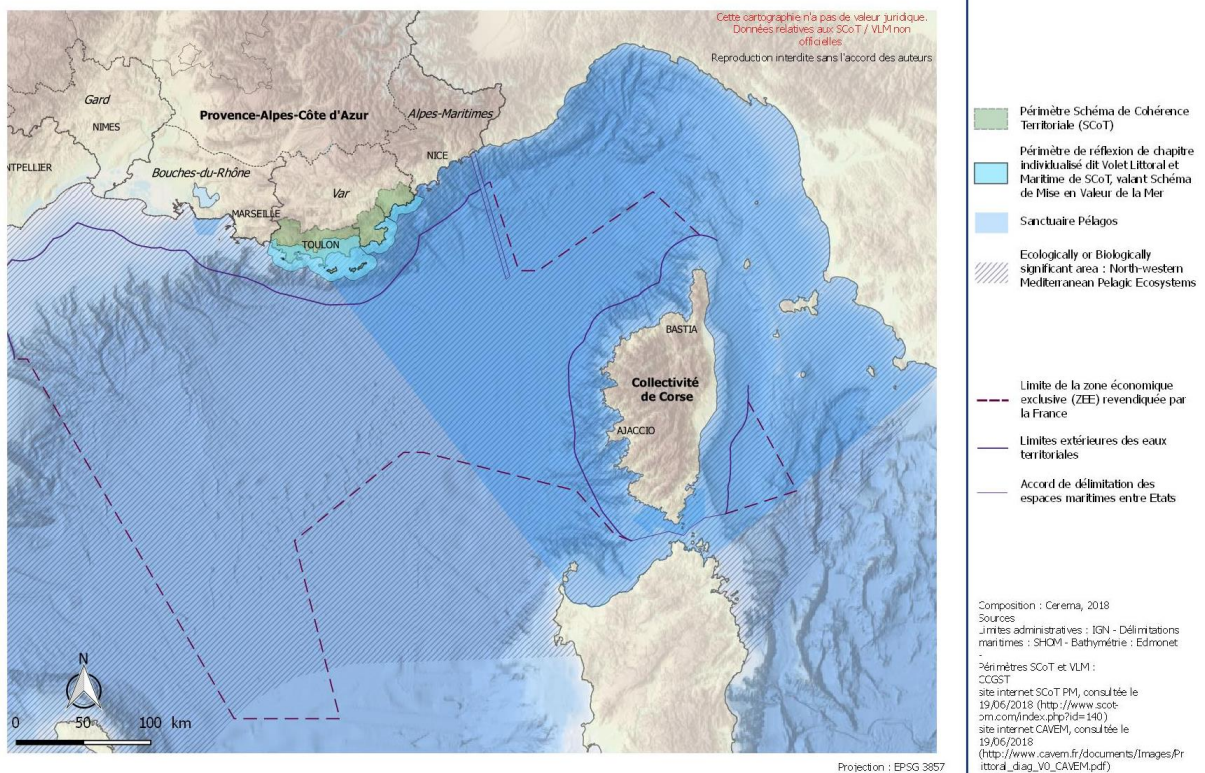 Cette cartographie n'a pas de valeur juridique.
Données relatives aux SCoT / VLM non
officielles
Reproduction interdite sans l'accord des auteurs
Gard
NIMES
Provence-Alpes-Côte d'Azur
Alpes-Maritimes
NICE
NTPELLIER
Bouches-du-Rhône
Var
MARSEILLE
TOULON
BASTIA
Collectivité
de Corse
AJACCIO
N
0 50 100 km
Projection : EPSG 3857
Périmètre Schéma de Cohérence
Territoriale (SCoT)
Périmètre de réflexion de chapitre
individualisé dit Volet Littoral et
Maritime de SCoT, valant Schéma
de Mise en Valeur de la Mer
Sanctuaire Pélagos
Ecologically or Biologically
significant area : North-western
Mediterranean Pelagic Ecosystems
Limite de la zone économique
exclusive (ZEE) revendiquée par
la France
Limites extérieures des eaux
territoriales
Accord de délimitation des
espaces maritimes entre Etats
Composition : Cerema, 2018
Sources
Limites administratives : IGN - Délimitations
maritimes : SHOM - Bathymétrie : Edmonet
-
Périmètres SCoT et VLM :
CCGST
site internet SCoT PM, consultée le
19/06/2018 (http://www.scot-
pm.com/index.php?id=140)
site internet CAVEM, consultée le
19/06/2018
(http://www.cavem.fr/documents/Images/Pr
ittoral_diag_V0_CAVEM.pdf)